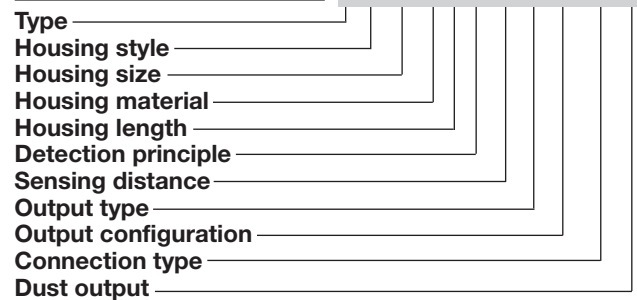 Type
Housing style
Housing size
Housing material
Housing length
Detection principle
Sensing distance
Output type
Output configuration
Connection type
Dust output